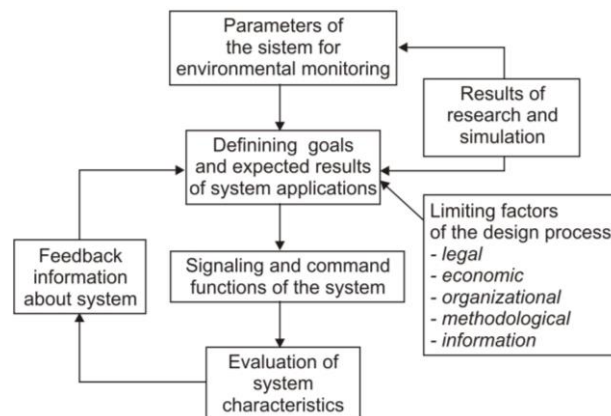 Parameters of
the sistem for
environmental monitoring
Results of
research and
simulation
Definining goals
and expected results
of system applications
Limiting factors
of the design process
- legal
- economic
- organizational
- methodological
- information
Feedback
information
about system
Signaling and command
functions of the system
Evaluation of
system
characteristics